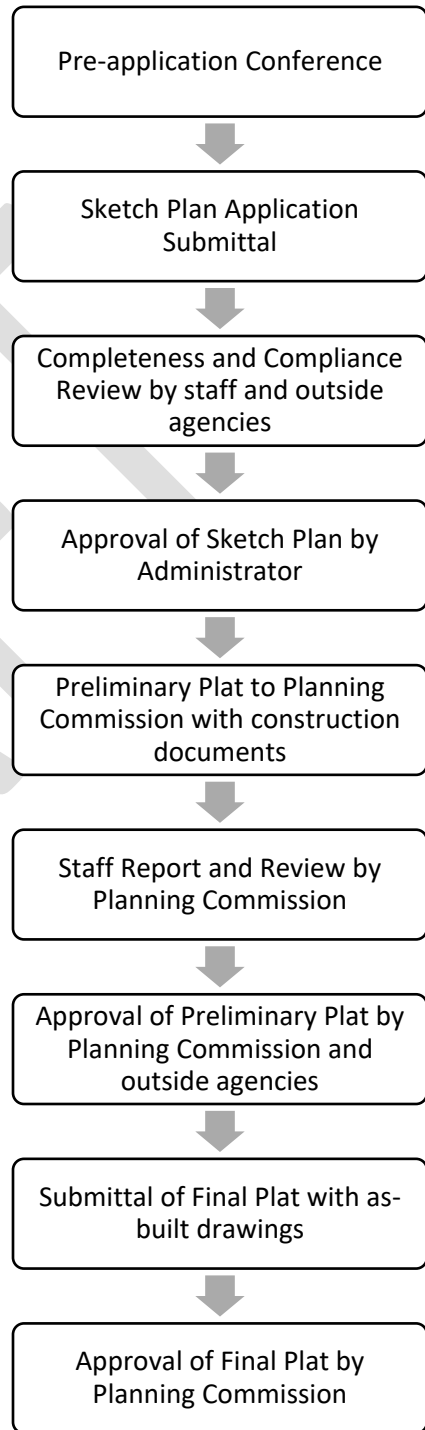 Pre-application Conference
Sketch Plan Application
Submittal
Completeness and Compliance
Review by staff and outside
agencies
Approval of Sketch Plan by
Administrator
Preliminary Plat to Planning
Commission with construction
documents
Staff Report and Review by
Planning Commission
Approval of Preliminary Plat by
Planning Commission and
outside agencies
Submittal of Final Plat with as-
built drawings
Approval of Final Plat by
Planning Commission